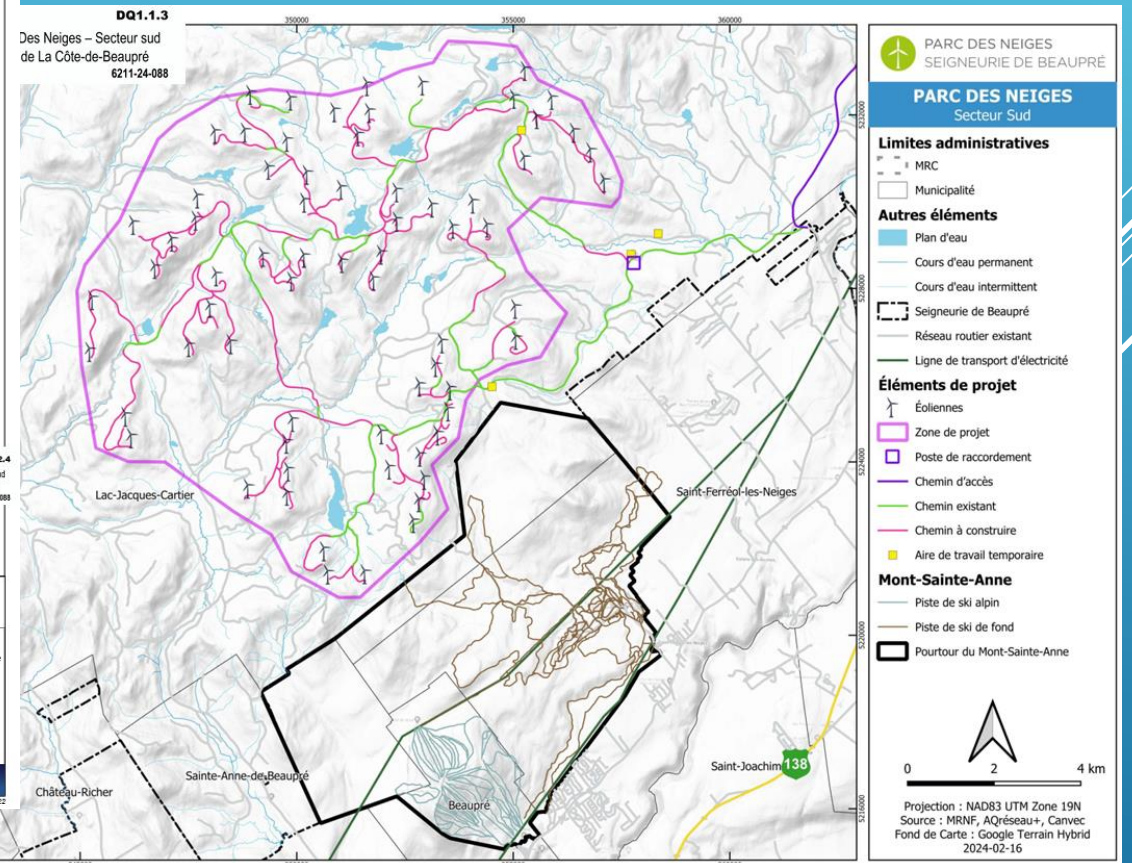 DQ1.1.3
Des Neiges – Secteur sud
de La Côte-de-Beaupré
6211-24-088
350000
355000
360000
5232000
5228000
5224000
5220000
5216000
Lac-Jacques-Cartier
Saint-Ferréol-les-Neiges
Sainte-Anne-de-Beaupré
Château-Richer
Beaupré
Saint-Joachim
138
PARC DES NEIGES
SEIGNEURIE DE BEAUPRÉ
PARC DES NEIGES
Secteur Sud
Limites administratives
MRC
Municipalité
Autres éléments
Plan d'eau
Cours d'eau permanent
Cours d'eau intermittent
Seigneurie de Beaupré
Réseau routier existant
Ligne de transport d'électricité
Éléments de projet
Éoliennes
Zone de projet
Poste de raccordement
Chemin d'accès
Chemin existant
Chemin à construire
Aire de travail temporaire
Mont-Sainte-Anne
Piste de ski alpin
Piste de ski de fond
Pourtour du Mont-Sainte-Anne
0 2 4 km
Projection : NAD83 UTM Zone 19N
Source : MRNF, AQréseau+, Canvec
Fond de Carte : Google Terrain Hybrid
2024-02-16